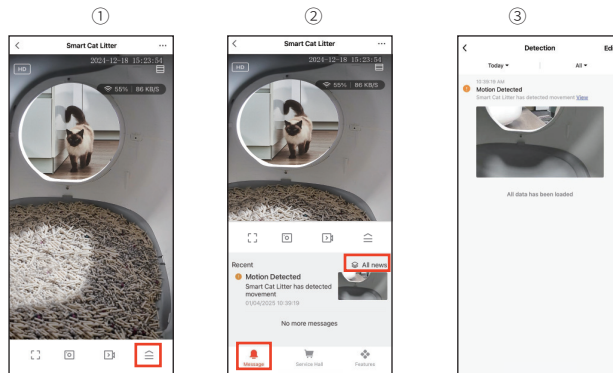 ①
Smart Cat Litter
2024-12-18 15:23:54
HD
55% 86 KB/S
②
Smart Cat Litter
2024-12-18 15:23:54
HD
55% 86 KB/S
Recent
All news
Motion Detected
Smart Cat Litter has detected
movement
01/04/2025 10:39:19
No more messages
Message
Service Hall
Features
③
Detection
Edi
Today
All
10:39:19 AM
Motion Detected
Smart Cat Litter has detected movement View
All data has been loaded